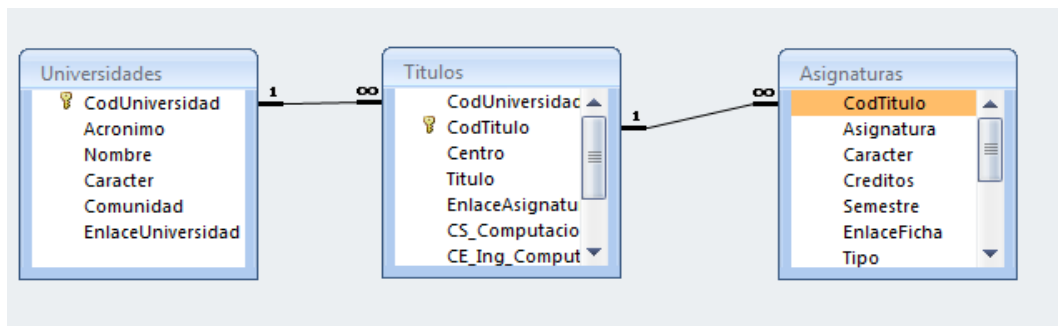 Universidades
CodUniversidad
Acronimo
Nombre
Caracter
Comunidad
EnlaceUniversidad
1
∞
Titulos
CodUniversidac
CodTitulo
Centro
Titulo
EnlaceAsignatu
CS_Computacio
CE_Ing_Comput
1
∞
Asignaturas
CodTitulo
Asignatura
Caracter
Creditos
Semestre
EnlaceFicha
Tipo